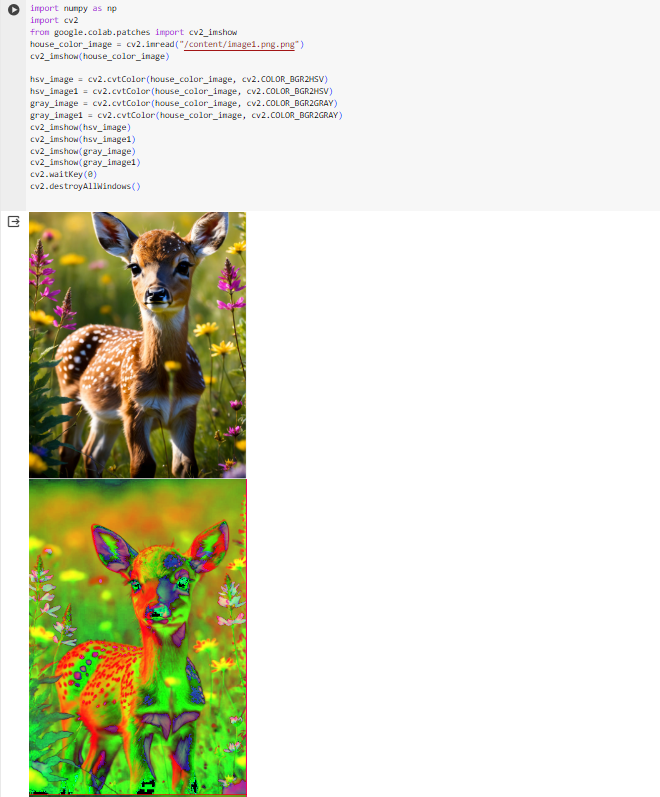 import numpy as np
import cv2
from google.colab.patches import cv2_imshow
house_color_image = cv2.imread("/content/image1.png.png")
cv2_imshow(house_color_image)
hsv_image = cv2.cvtColor(house_color_image, cv2.COLOR_BGR2HSV)
hsv_image1 = cv2.cvtColor(house_color_image, cv2.COLOR_BGR2HSV)
gray_image = cv2.cvtColor(house_color_image, cv2.COLOR_BGR2GRAY)
gray_image1 = cv2.cvtColor(house_color_image, cv2.COLOR_BGR2GRAY)
cv2_imshow(hsv_image)
cv2_imshow(hsv_image1)
cv2_imshow(gray_image)
cv2_imshow(gray_image1)
cv2.waitKey(0)
cv2.destroyAllWindows()